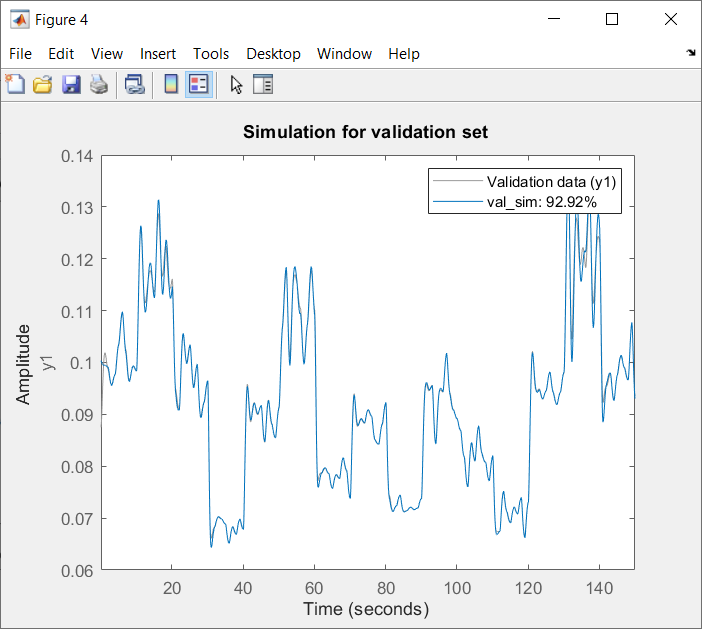 Figure 4
File Edit View Insert Tools Desktop Window Help
Simulation for validation set
0.14
0.13
0.12
0.11
0.1
0.09
0.08
0.07
0.06
Amplitude
y1
Validation data (y1)
val_sim: 92.92%
20 40 60 80 100 120 140
Time (seconds)